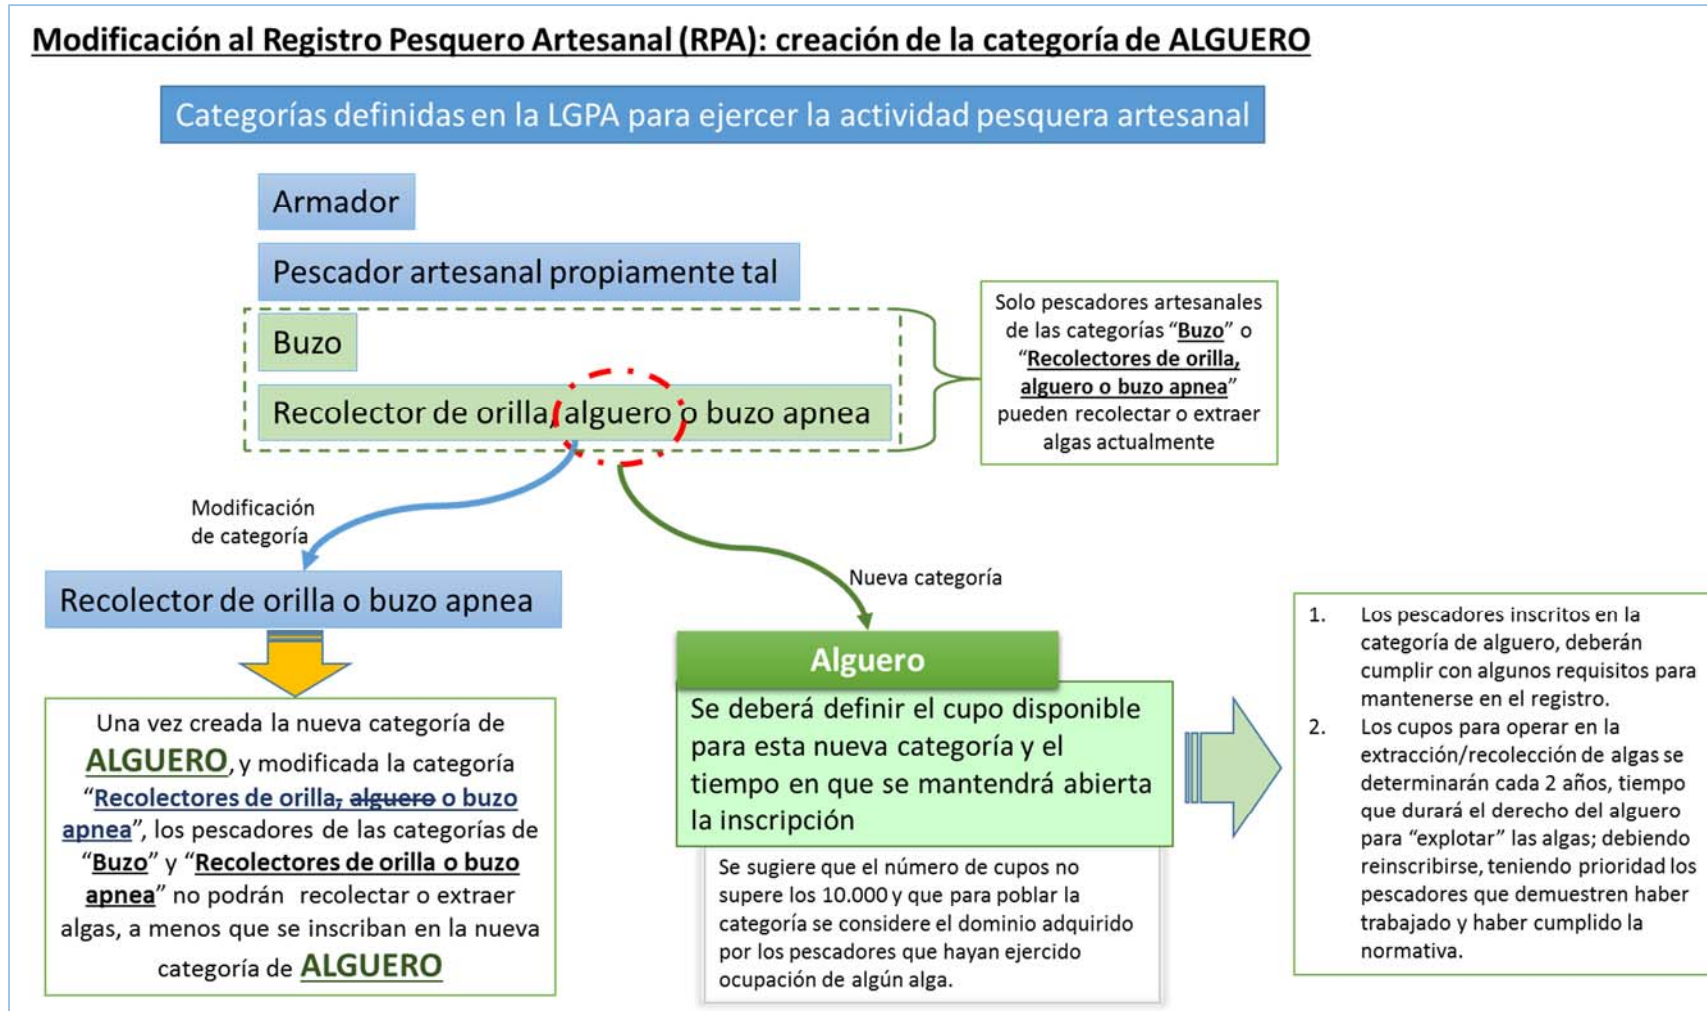 Modificación al Registro Pesquero Artesanal (RPA): creación de la categoría de ALGUERO
Categorías definidas en la LGPA para ejercer la actividad pesquera artesanal
Armador
Pescador artesanal propiamente tal
Buzo
Recolector de orilla, alguero o buzo apnea
Solo pescadores artesanales
de las categorías “Buzo” o
“Recolectores de orilla,
alguero o buzo apnea”
pueden recolectar o extraer
algas actualmente
Modificación
de categoría
Nueva categoría
Recolector de orilla o buzo apnea
Una vez creada la nueva categoría de
ALGUERO, y modificada la categoría
“Recolectores de orilla, alguero o buzo
apnea”, los pescadores de las categorías de
“Buzo” y “Recolectores de orilla o buzo
apnea” no podrán recolectar o extraer
algas, a menos que se inscriban en la nueva
categoría de ALGUERO
Alguero
Se deberá definir el cupo disponible
para esta nueva categoría y el
tiempo en que se mantendrá abierta
la inscripción
Se sugiere que el número de cupos no
supere los 10.000 y que para poblar la
categoría se considere el dominio adquirido
por los pescadores que hayan ejercido
ocupación de algún alga.
1. Los pescadores inscritos en la
categoría de alguero, deberán
cumplir con algunos requisitos para
mantenerse en el registro.
2. Los cupos para operar en la
extracción/recolección de algas se
determinarán cada 2 años, tiempo
que durará el derecho del alguero
para “explotar” las algas; debiendo
reinscribirse, teniendo prioridad los
pescadores que demuestren haber
trabajado y haber cumplido la
normativa.